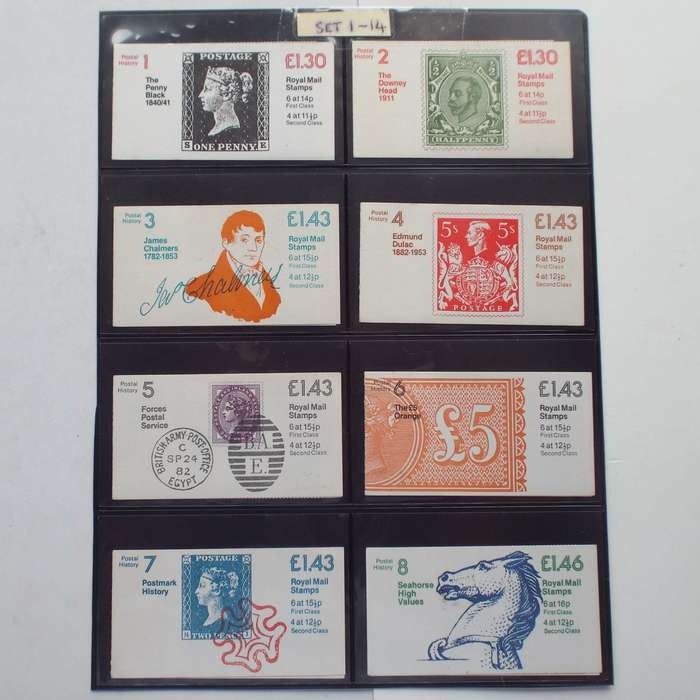 SET 1-14
Postal History
1
£1.30
The Penny Black 1840/41
POSTAGE
S ONE PENNY. E
Royal Mail Stamps
6 at 14p
First Class
4 at 11½p
Second Class
Postal History
2
£1.30
The Downey Head 1911
½ ½
HALFPENNY
Royal Mail Stamps
6 at 14p
First Class
4 at 11½p
Second Class
Postal History
3
£1.43
James Chalmers 1782-1853
Jas Chalmers
Royal Mail Stamps
6 at 15½p
First Class
4 at 12½p
Second Class
Postal History
4
£1.43
Edmund Dulac 1882-1953
5s 5s
POSTAGE
Royal Mail Stamps
6 at 15½p
First Class
4 at 12½p
Second Class
Postal History
5
£1.43
Forces Postal Service
BRITISH-ARMY-POST-OFFICE
C
SP 24
82
EGYPT
B.A
E.
Royal Mail Stamps
6 at 15½p
First Class
4 at 12½p
Second Class
Postal History
6
£1.43
The £5 Orange
£5
Royal Mail Stamps
6 at 15½p
First Class
4 at 12½p
Second Class
Postal History
7
£1.43
Postmark History
POSTAGE
TWO PENCE
Royal Mail Stamps
6 at 15½p
First Class
4 at 12½p
Second Class
Postal History
8
£1.46
Seahorse High Values
Royal Mail Stamps
6 at 16p
First Class
4 at 12½p
Second Class